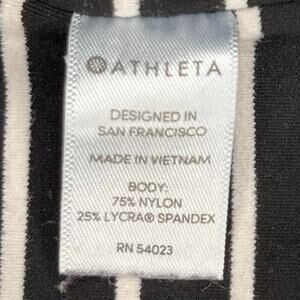 ATHLETA
DESIGNED IN
SAN FRANCISCO
MADE IN VIETNAM
BODY:
75% NYLON
25% LYCRA® SPANDEX
RN 54023